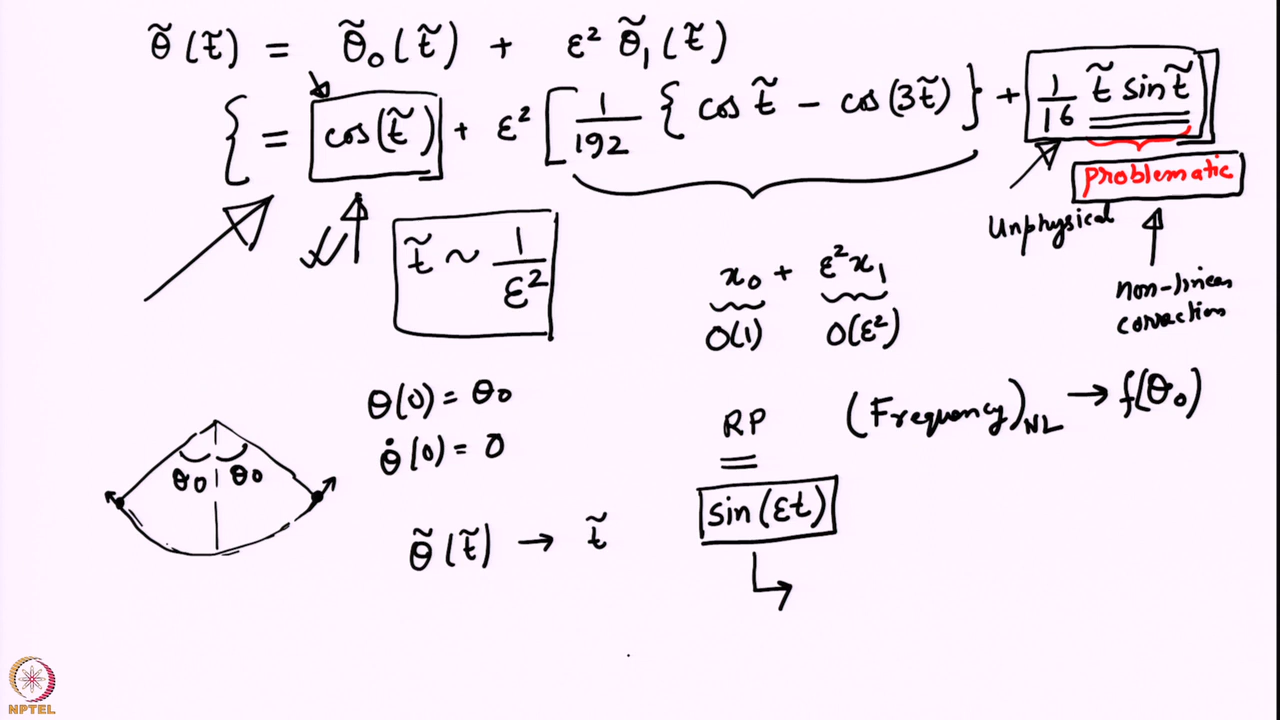 θ̃(t̃) = θ̃₀(t̃) + ε² θ̃₁(t̃)
{ = cos(t̃) + ε² [ 1/192 { cos t̃ - cos(3t̃) } + 1/16 t̃ sin t̃
Problematic
Unphysical
non-linear
correction
t̃ ~ 1/ε²
x₀ + ε²x₁
O(1) O(ε²)
θ(0) = θ₀
θ̇(0) = 0
RP
(Frequency)NL → f(θ₀)
θ₀ θ₀
sin(εt)
θ̃(t̃) → t̃
NPTEL